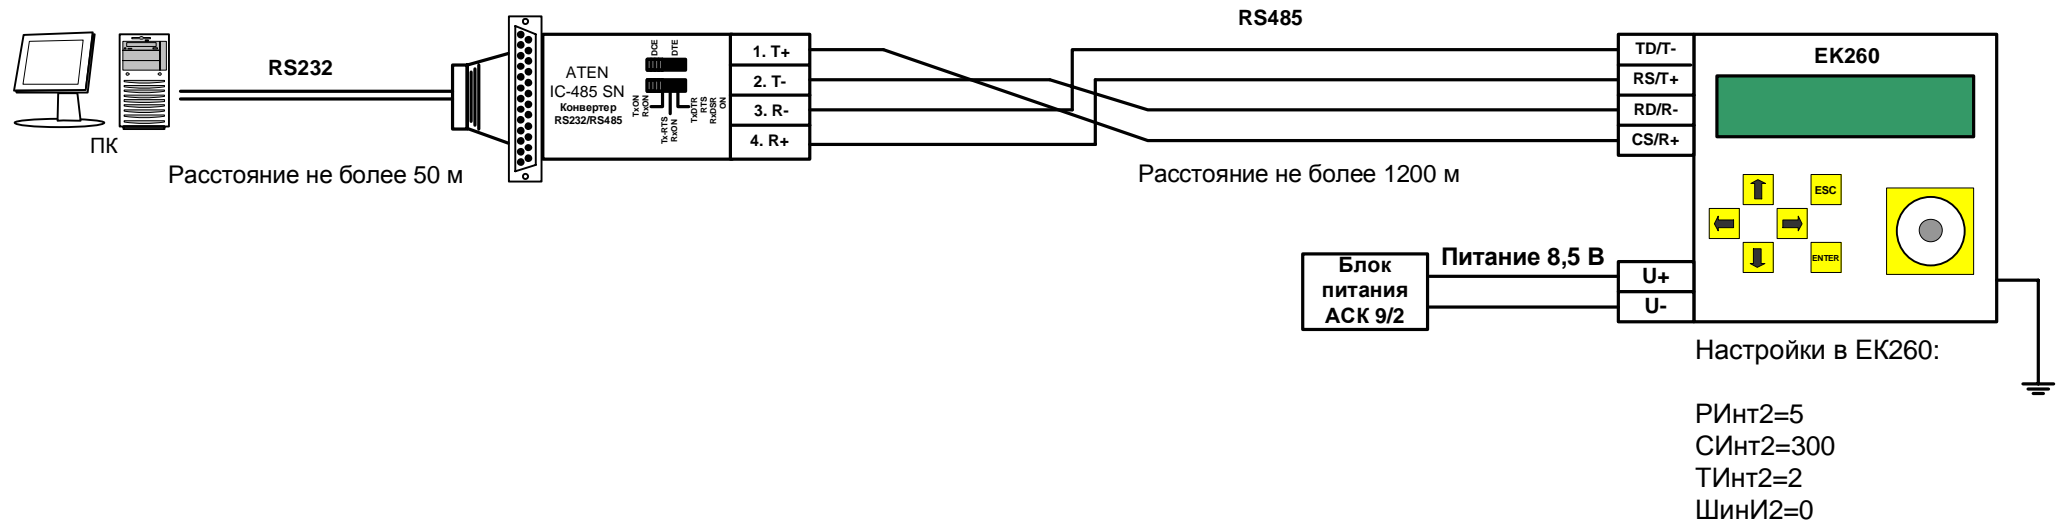 ПК
RS232
Расстояние не более 50 м
ATEN
IC-485 SN
Конвертер
RS232/RS485
DCE
DTE
TxON
RxON
Tx-RTS
RxON
TxDTR
RTS
RxDSR
ON
1. T+
2. T-
3. R-
4. R+
RS485
Расстояние не более 1200 м
TD/T-
RS/T+
RD/R-
CS/R+
EK260
ESC
ENTER
Блок
питания
АСК 9/2
Питание 8,5 В
U+
U-
Настройки в ЕК260:
РИнт2=5
СИнт2=300
ТИнт2=2
ШинИ2=0